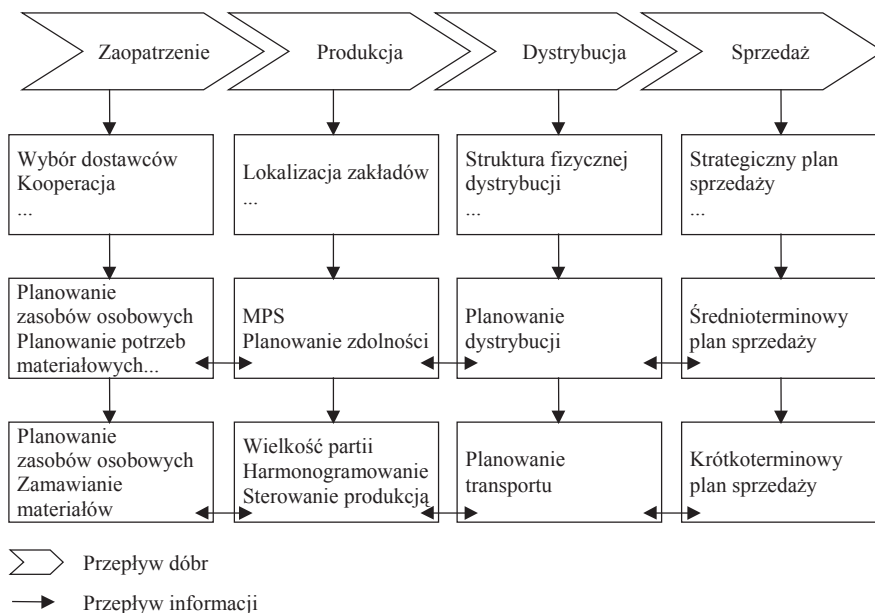 Zaopatrzenie
Produkcja
Dystrybucja
Sprzedaż
Wybór dostawców
Kooperacja
...
Lokalizacja zakładów
...
Struktura fizycznej
dystrybucji
...
Strategiczny plan
sprzedaży
...
Planowanie
zasobów osobowych
Planowanie potrzeb
materiałowych...
MPS
Planowanie zdolności
Planowanie
dystrybucji
Średnioterminowy
plan sprzedaży
Planowanie
zasobów osobowych
Zamawianie
materiałów
Wielkość partii
Harmonogramowanie
Sterowanie produkcją
Planowanie
transportu
Krótkoterminowy
plan sprzedaży
Przepływ dóbr
Przepływ informacji